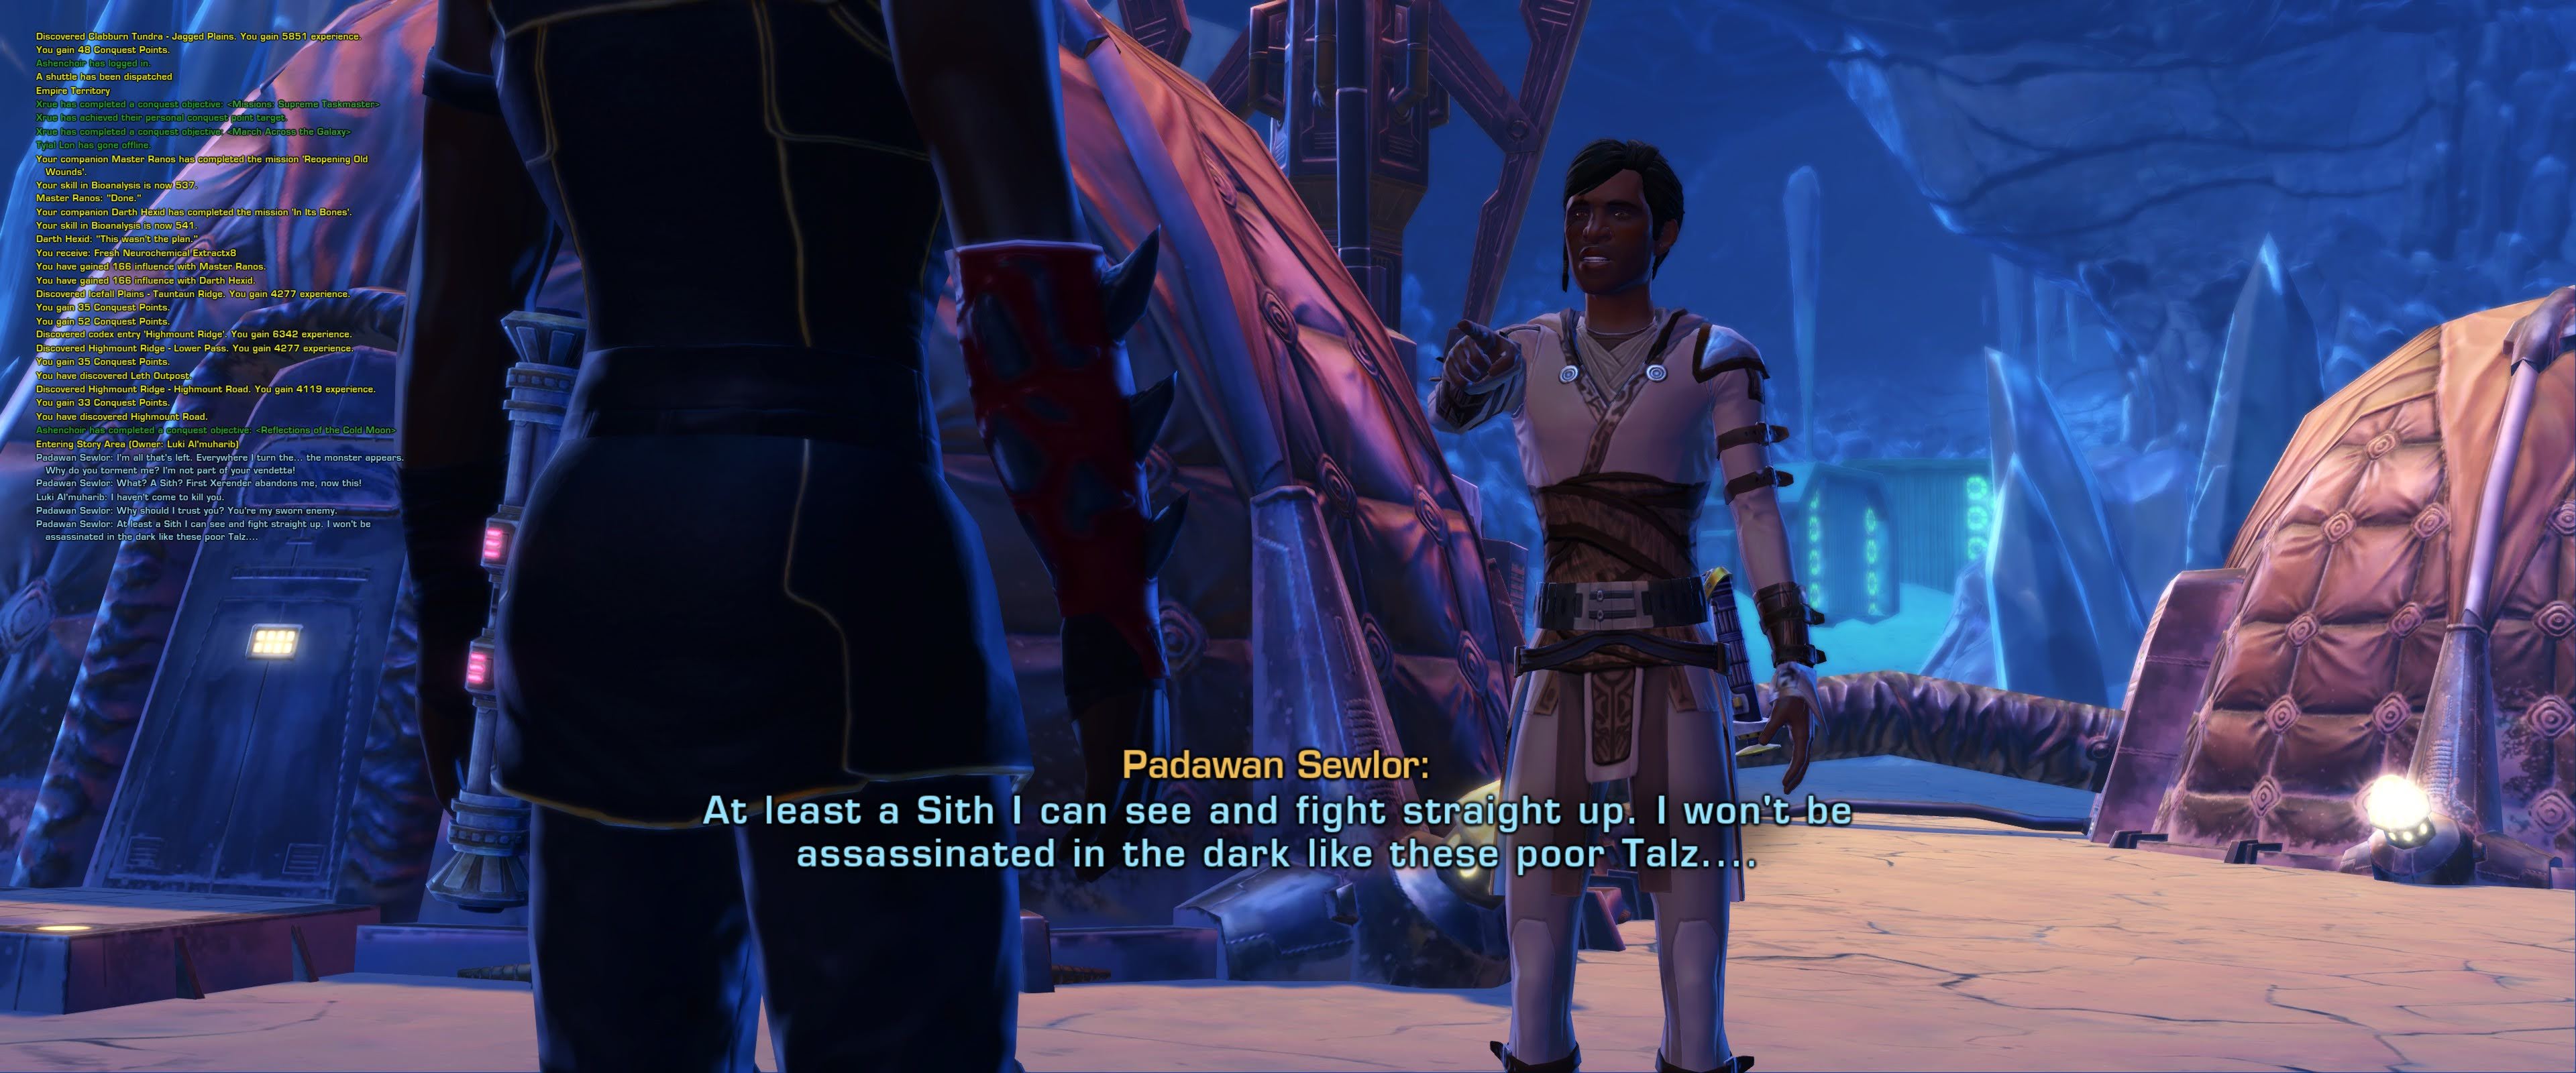 Discovered Clabburn Tundra - Jagged Plains. You gain 5851 experience.
You gain 48 Conquest Points.
Ashenchoir has logged in.
A shuttle has been dispatched
Empire Territory
Xrue has completed a conquest objective: <Missions: Supreme Taskmaster>
Xrue has achieved their personal conquest point target.
Xrue has completed a conquest objective: <March Across the Galaxy>
Tyial Lon has gone offline.
Your companion Master Ranos has completed the mission 'Reopening Old
Wounds'.
Your skill in Bioanalysis is now 537.
Master Ranos: "Done."
Your companion Darth Hexid has completed the mission 'In Its Bones'.
Your skill in Bioanalysis is now 541.
Darth Hexid: "This wasn't the plan."
You receive: Fresh Neurochemical Extractx8
You have gained 166 influence with Master Ranos.
You have gained 166 influence with Darth Hexid.
Discovered Icefall Plains - Tauntaun Ridge. You gain 4277 experience.
You gain 35 Conquest Points.
You gain 52 Conquest Points.
Discovered codex entry 'Highmount Ridge'. You gain 6342 experience.
Discovered Highmount Ridge - Lower Pass. You gain 4277 experience.
You gain 35 Conquest Points.
You have discovered Leth Outpost.
Discovered Highmount Ridge - Highmount Road. You gain 4119 experience.
You gain 33 Conquest Points.
You have discovered Highmount Road.
Ashenchoir has completed a conquest objective: <Reflections of the Cold Moon>
Entering Story Area (Owner: Luki Al'muharib)
Padawan Sewlor: I'm all that's left. Everywhere I turn the... the monster appears.
Why do you torment me? I'm not part of your vendetta!
Padawan Sewlor: What? A Sith? First Xerender abandons me, now this!
Luki Al'muharib: I haven't come to kill you.
Padawan Sewlor: Why should I trust you? You're my sworn enemy.
Padawan Sewlor: At least a Sith I can see and fight straight up. I won't be
assassinated in the dark like these poor Talz....
Padawan Sewlor:
At least a Sith I can see and fight straight up. I won't be
assassinated in the dark like these poor Talz....